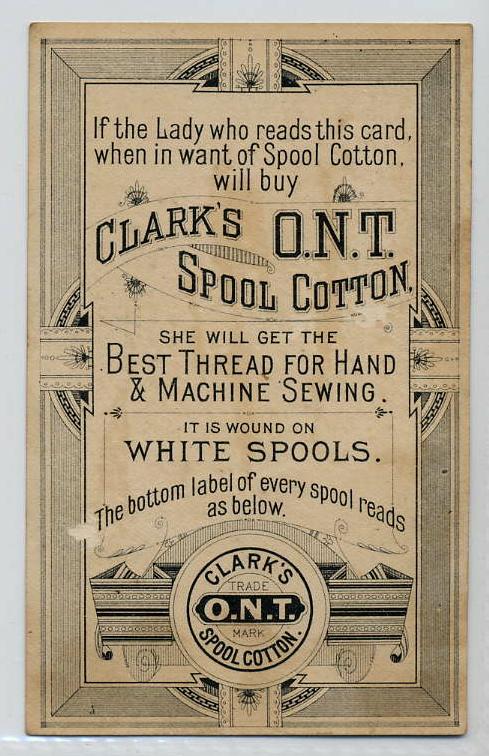 If the Lady who reads this card,
when in want of Spool Cotton,
will buy
CLARK'S O.N.T.
SPOOL COTTON,
SHE WILL GET THE
BEST THREAD FOR HAND
& MACHINE SEWING.
IT IS WOUND ON
WHITE SPOOLS.
The bottom label of every spool reads
as below.
CLARK'S
TRADE
O.N.T.
MARK
SPOOL COTTON.